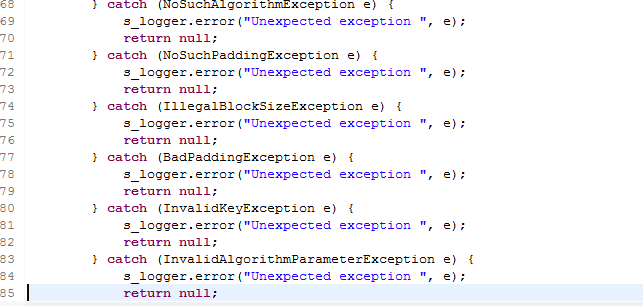 68 } catch (NoSuchAlgorithmException e) {
69 s_logger.error("Unexpected exception ", e);
70 return null;
71 } catch (NoSuchPaddingException e) {
72 s_logger.error("Unexpected exception ", e);
73 return null;
74 } catch (IllegalBlockSizeException e) {
75 s_logger.error("Unexpected exception ", e);
76 return null;
77 } catch (BadPaddingException e) {
78 s_logger.error("Unexpected exception ", e);
79 return null;
80 } catch (InvalidKeyException e) {
81 s_logger.error("Unexpected exception ", e);
82 return null;
83 } catch (InvalidAlgorithmParameterException e) {
84 s_logger.error("Unexpected exception ", e);
85 return null;